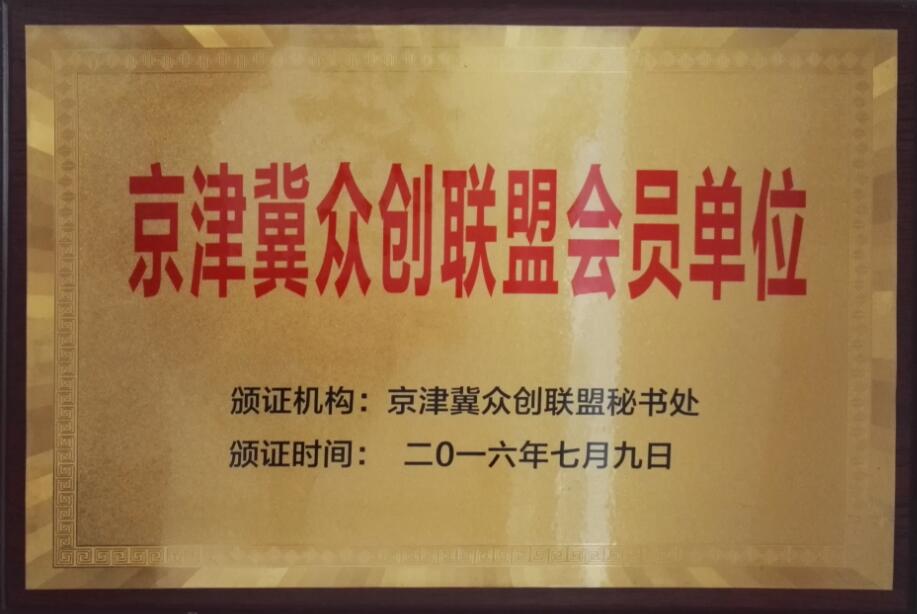 京津冀众创联盟会员单位
颁证机构：京津冀众创联盟秘书处
颁证时间： 二0一六年七月九日